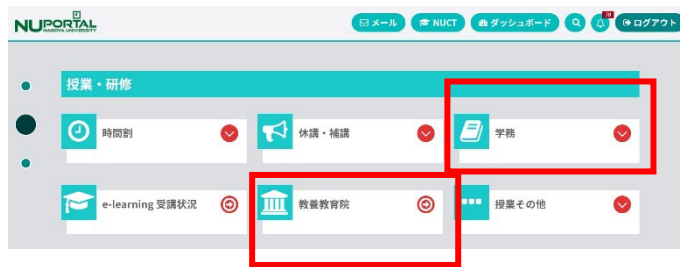 NUPORTAL
NAGOYA UNIVERSITY
メール
NUCT
ダッシュボード
28
ログアウト
授業・研修
時間割
休講・補講
学務
e-learning 受講状況
教養教育院
授業その他